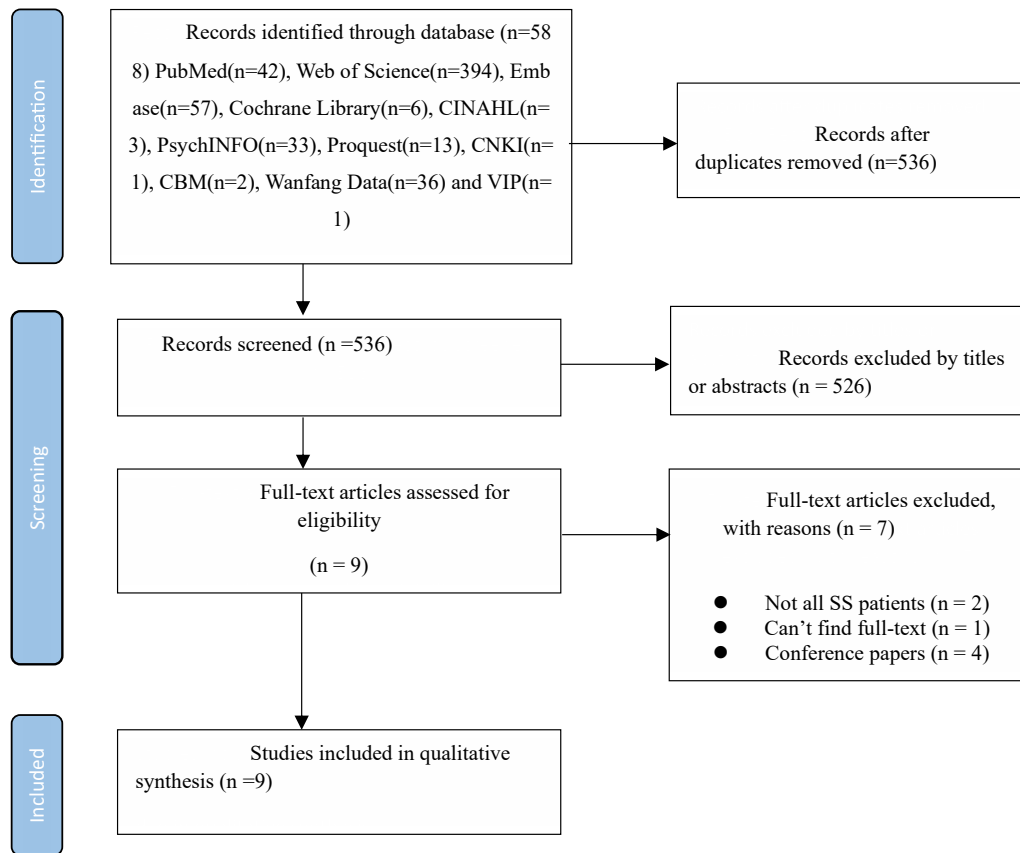 Identification
Records identified through database (n=58
8) PubMed(n=42), Web of Science(n=394), Emb
ase(n=57), Cochrane Library(n=6), CINAHL(n=
3), PsychINFO(n=33), Proquest(n=13), CNKI(n=
1), CBM(n=2), Wanfang Data(n=36) and VIP(n=
1)
Records after
duplicates removed (n=536)
Screening
Records screened (n =536)
Records excluded by titles
or abstracts (n = 526)
Full-text articles assessed for
eligibility
(n = 9)
Full-text articles excluded,
with reasons (n = 7)
● Not all SS patients (n = 2)
● Can’t find full-text (n = 1)
● Conference papers (n = 4)
Included
Studies included in qualitative
synthesis (n =9)